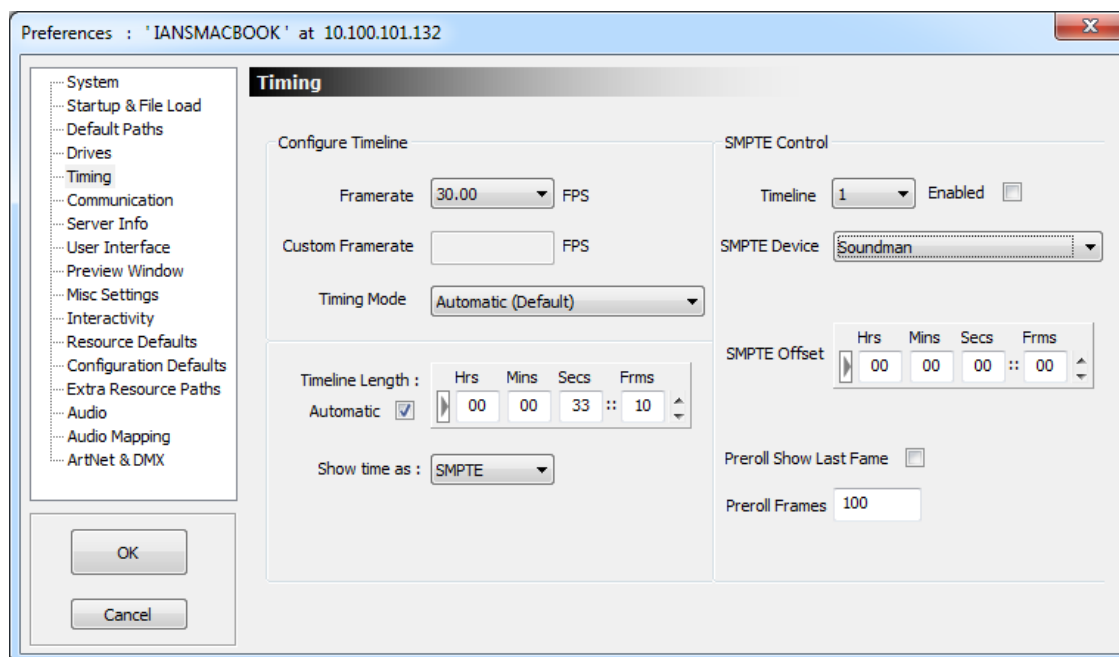 Preferences : ' IANSMACBOOK ' at 10.100.101.132
System
Startup & File Load
Default Paths
Drives
Timing
Communication
Server Info
User Interface
Preview Window
Misc Settings
Interactivity
Resource Defaults
Configuration Defaults
Extra Resource Paths
Audio
Audio Mapping
ArtNet & DMX
OK
Cancel
Timing
Configure Timeline
Framerate 30.00 FPS
Custom Framerate FPS
Timing Mode Automatic (Default)
Timeline Length : Hrs Mins Secs Frms
Automatic 00 00 33 :: 10
Show time as : SMPTE
SMPTE Control
Timeline 1 Enabled
SMPTE Device Soundman
Hrs Mins Secs Frms
SMPTE Offset 00 00 00 :: 00
Preroll Show Last Fame
Preroll Frames 100